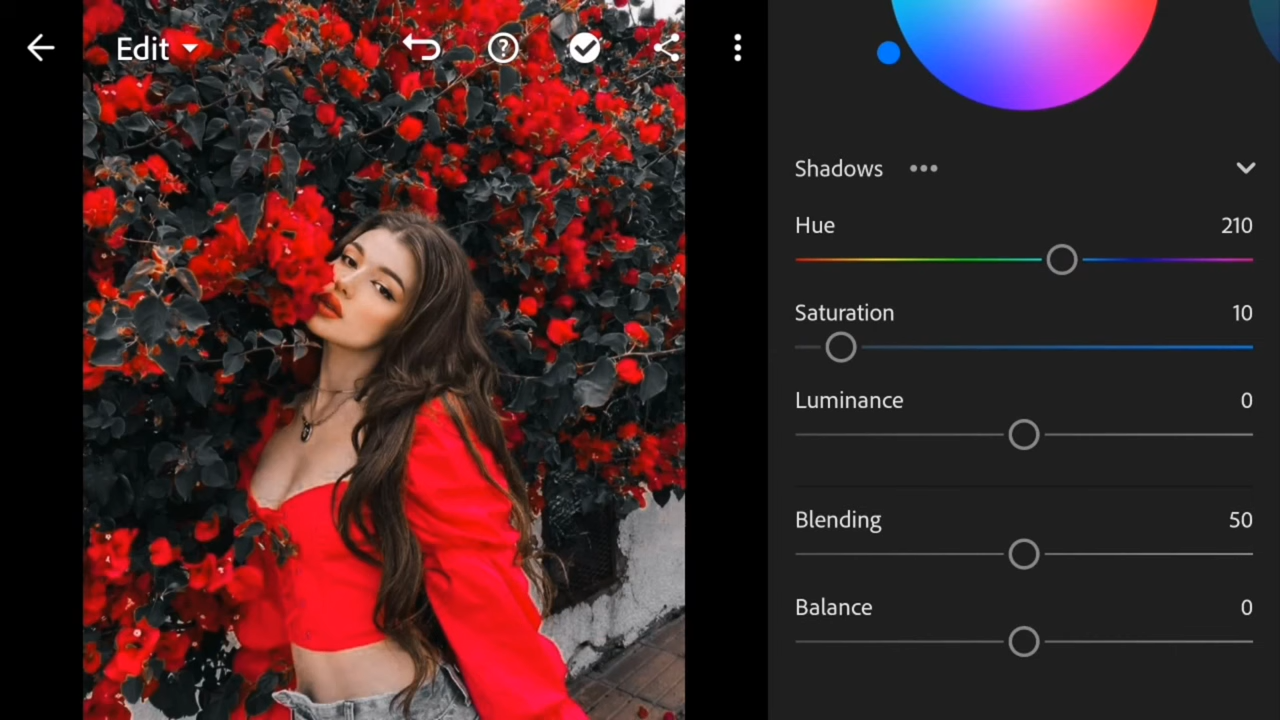 Edit
Shadows
Hue 210
Saturation 10
Luminance 0
Blending 50
Balance 0